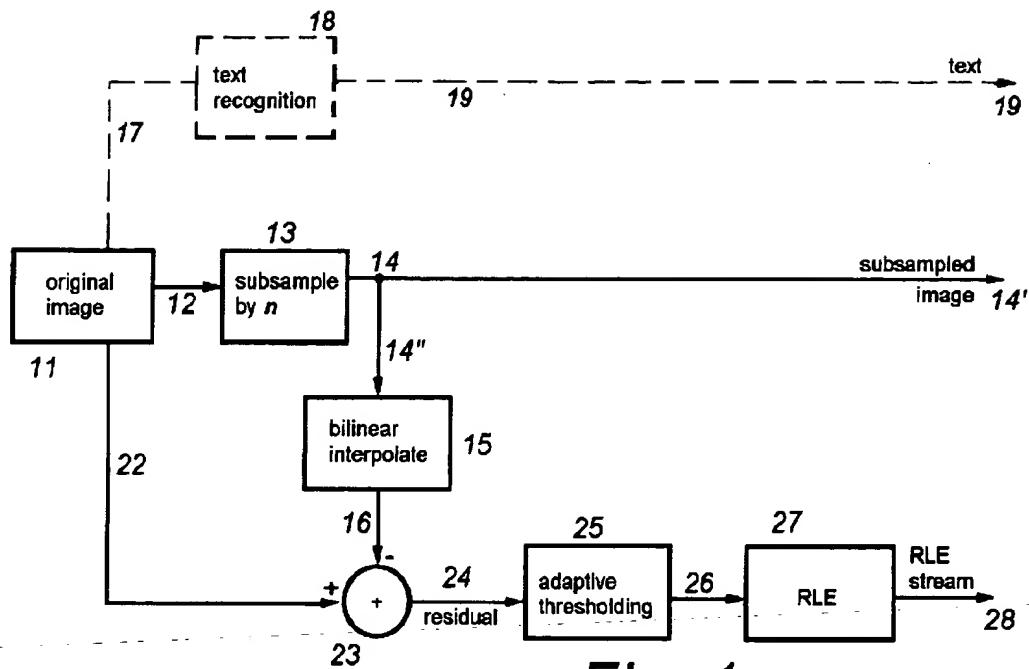 18
text
recognition
text
19
19
17
13
original
image
12
subsample
by n
14
subsampled
image
14'
11
14"
bilinear
interpolate
15
22
16
-
25
27
+
+
24
residual
adaptive
thresholding
26
RLE
RLE
stream
28
23